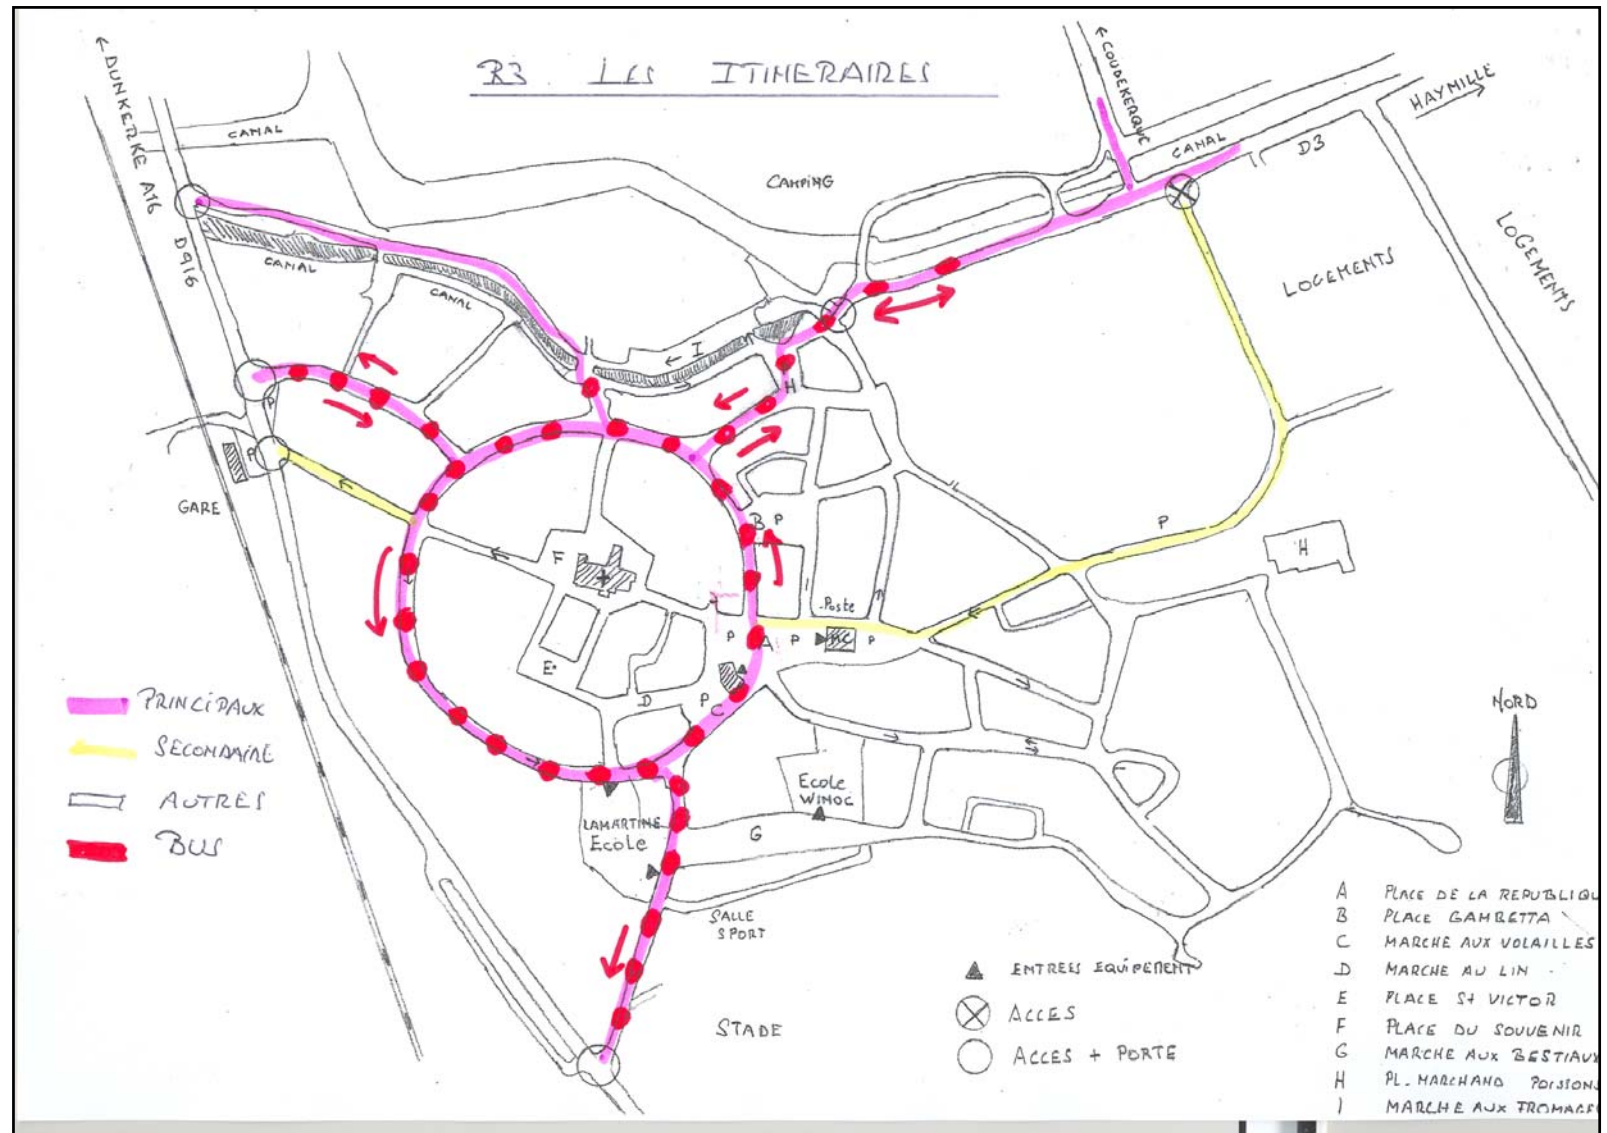 R3 LES ITINERAIRES
← DUNKERKE A16
D916
CANAL
CANAL
CANAL
CAMPING
← COUDEKERQUE
CANAL
D3
HAYMILLE
LOGEMENTS
LOGEMENTS
← I
H
P
P
GARE
B P
F
H
P
Poste
P
A
P
P
E
D
P
C
PRINCIPAUX
SECONDAIRE
AUTRES
BUS
NORD
Ecole
WINOC
LAMARTINE
Ecole
G
SALLE
SPORT
STADE
ENTREES EQUIPEMENT
ACCES
ACCES + PORTE
A PLACE DE LA REPUBLIQU
B PLACE GAMBETTA
C MARCHE AUX VOLAILLES
D MARCHE AU LIN
E PLACE St VICTOR
F PLACE DU SOUVENIR
G MARCHE AUX BESTIAUX
H PL. MARCHAND POISSONS
I MARCHE AUX FROMAGE